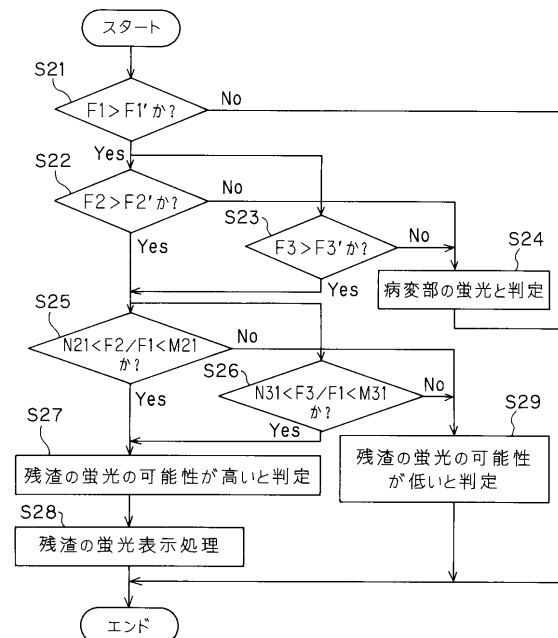 スタート
S21
F1>F1'か?
No
Yes
S22
F2>F2'か?
No
S23
Yes
F3>F3'か?
No
S24
Yes
病変部の蛍光と判定
S25
N21<F2/F1<M21
か?
No
S26
N31<F3/F1<M31
か?
No
Yes
Yes
S27
S29
残渣の蛍光の可能性が高いと判定
残渣の蛍光の可能性
が低いと判定
S28
残渣の蛍光表示処理
エンド